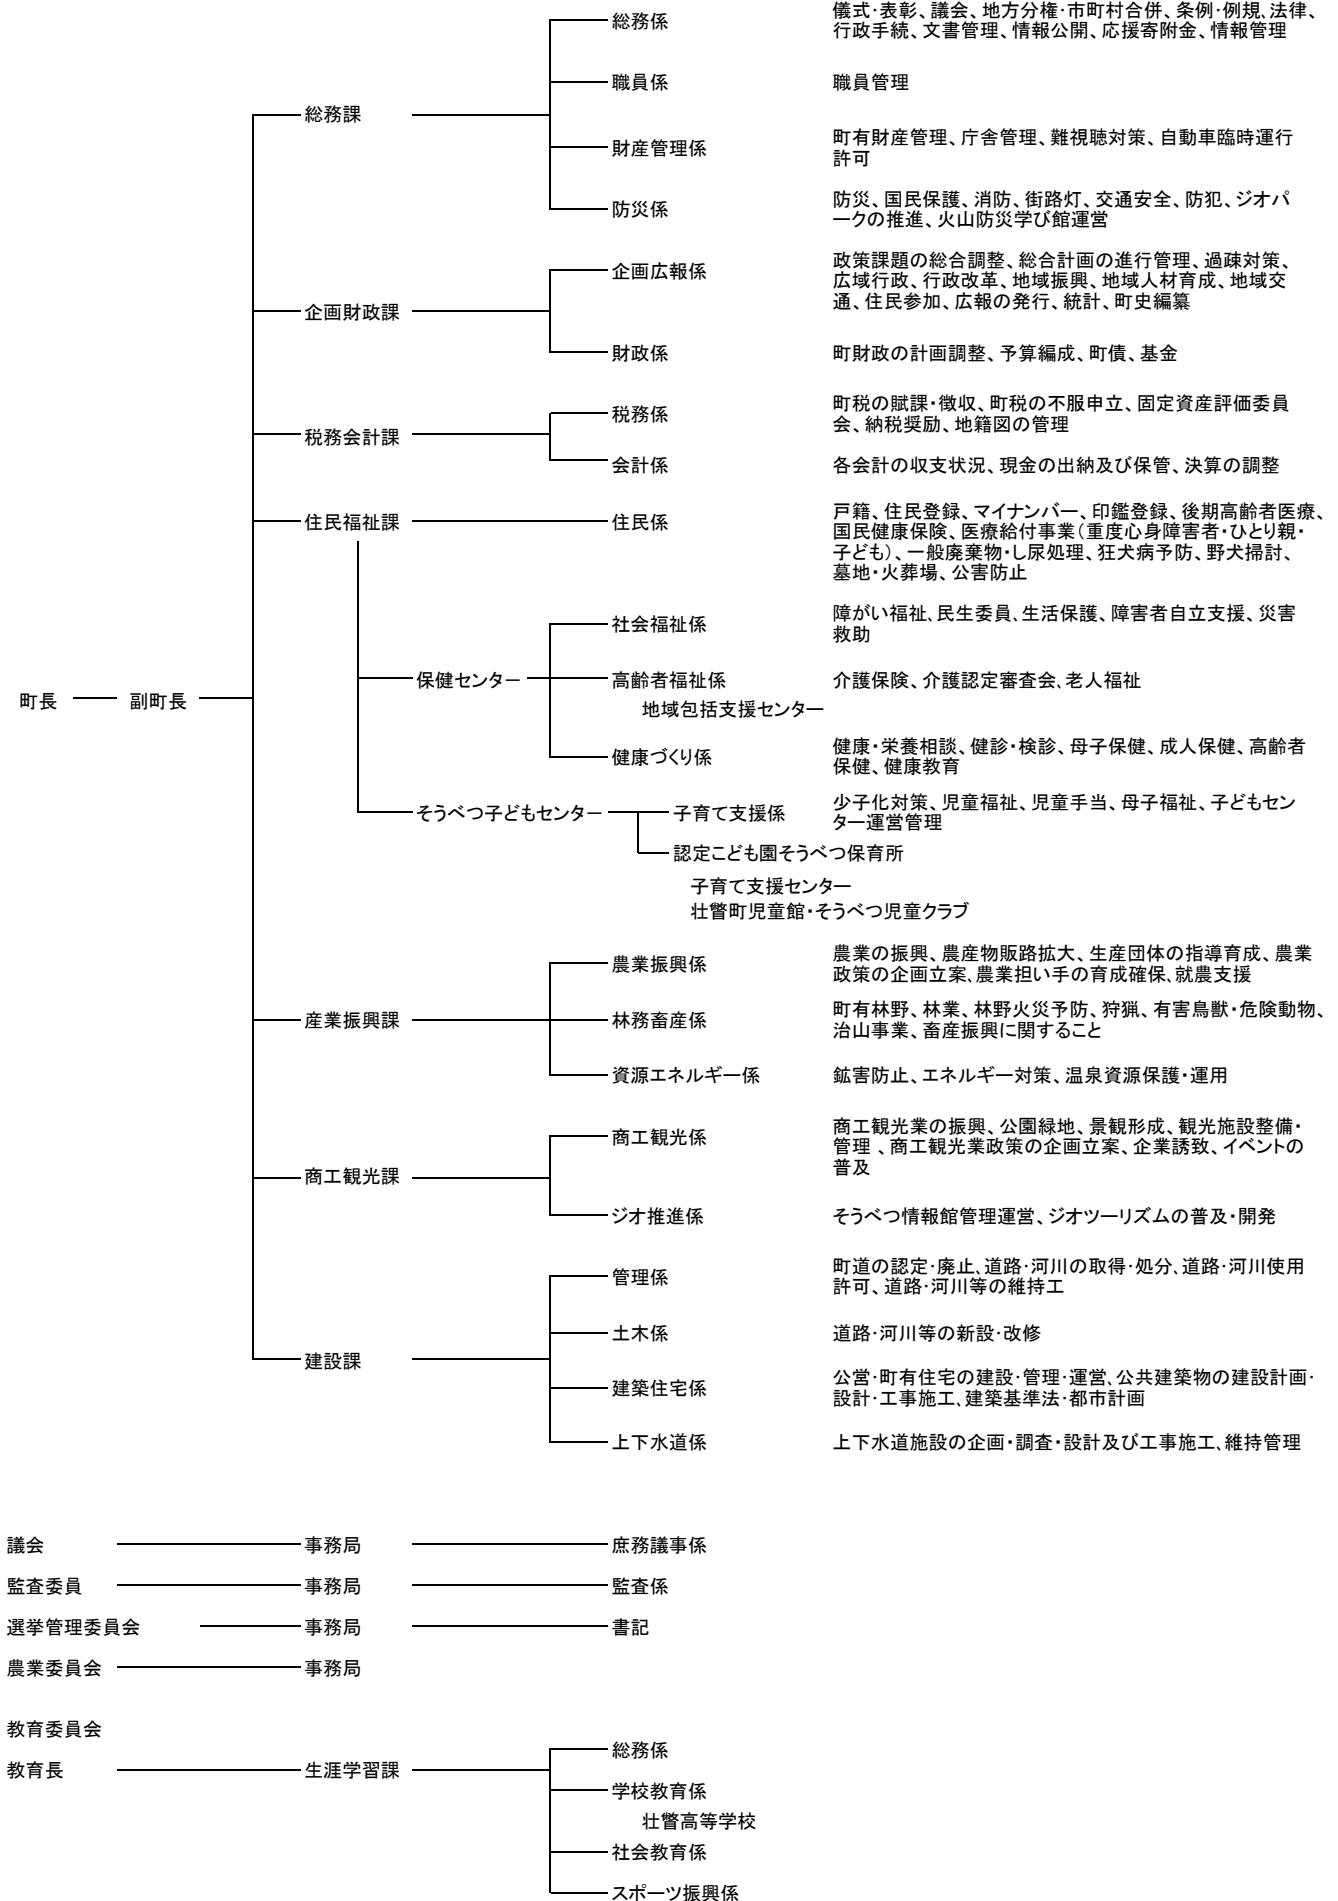 総務係
儀式・表彰、議会、地方分権・市町村合併、条例・例規、法律、
行政手続、文書管理、情報公開、応援寄附金、情報管理
職員係
職員管理
総務課
財産管理係
町有財産管理、庁舎管理、難視聴対策、自動車臨時運行
許可
防災係
防災、国民保護、消防、街路灯、交通安全、防犯、ジオパ
ークの推進、火山防災学び館運営
企画広報係
政策課題の総合調整、総合計画の進行管理、過疎対策、
広域行政、行政改革、地域振興、地域人材育成、地域交
通、住民参加、広報の発行、統計、町史編纂
企画財政課
財政係
町財政の計画調整、予算編成、町債、基金
税務係
町税の賦課・徴収、町税の不服申立、固定資産評価委員
会、納税奨励、地籍図の管理
税務会計課
会計係
各会計の収支状況、現金の出納及び保管、決算の調整
住民福祉課
住民係
戸籍、住民登録、マイナンバー、印鑑登録、後期高齢者医療、
国民健康保険、医療給付事業(重度心身障害者・ひとり親・
子ども)、一般廃棄物・し尿処理、狂犬病予防、野犬掃討、
墓地・火葬場、公害防止
社会福祉係
障がい福祉、民生委員、生活保護、障害者自立支援、災害
救助
町長
副町長
保健センター
高齢者福祉係
介護保険、介護認定審査会、老人福祉
地域包括支援センター
健康づくり係
健康・栄養相談、健診・検診、母子保健、成人保健、高齢者
保健、健康教育
そうべつ子どもセンター
子育て支援係
少子化対策、児童福祉、児童手当、母子福祉、子どもセン
ター運営管理
認定こども園そうべつ保育所
子育て支援センター
壮瞥町児童館・そうべつ児童クラブ
農業振興係
農業の振興、農産物販路拡大、生産団体の指導育成、農業
政策の企画立案、農業担い手の育成確保、就農支援
産業振興課
林務畜産係
町有林野、林業、林野火災予防、狩猟、有害鳥獣・危険動物、
治山事業、畜産振興に関すること
資源エネルギー係
鉱害防止、エネルギー対策、温泉資源保護・運用
商工観光係
商工観光業の振興、公園緑地、景観形成、観光施設整備・
管理 、商工観光業政策の企画立案、企業誘致、イベントの
普及
商工観光課
ジオ推進係
そうべつ情報館管理運営、ジオツーリズムの普及・開発
管理係
町道の認定・廃止、道路・河川の取得・処分、道路・河川使用
許可、道路・河川等の維持工
土木係
道路・河川等の新設・改修
建設課
建築住宅係
公営・町有住宅の建設・管理・運営、公共建築物の建設計画・
設計・工事施工、建築基準法・都市計画
上下水道係
上下水道施設の企画・調査・設計及び工事施工、維持管理
議会 事務局 庶務議事係
監査委員 事務局 監査係
選挙管理委員会 事務局 書記
農業委員会 事務局
教育委員会
総務係
教育長 生涯学習課
学校教育係
壮瞥高等学校
社会教育係
スポーツ振興係